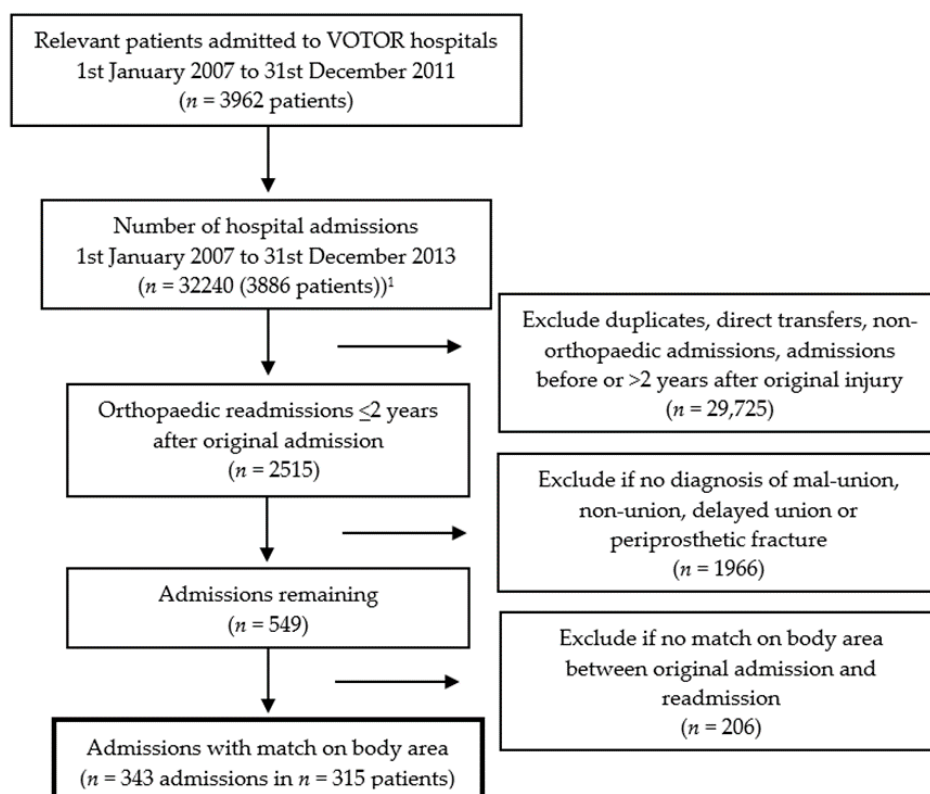 Relevant patients admitted to VOTOR hospitals
1st January 2007 to 31st December 2011
(n = 3962 patients)
Number of hospital admissions
1st January 2007 to 31st December 2013
(n = 32240 (3886 patients))¹
Exclude duplicates, direct transfers, non-
orthopaedic admissions, admissions
before or >2 years after original injury
(n = 29,725)
Orthopaedic readmissions ≤2 years
after original admission
(n = 2515)
Exclude if no diagnosis of mal-union,
non-union, delayed union or
periprosthetic fracture
(n = 1966)
Admissions remaining
(n = 549)
Exclude if no match on body area
between original admission and
readmission
(n = 206)
Admissions with match on body area
(n = 343 admissions in n = 315 patients)